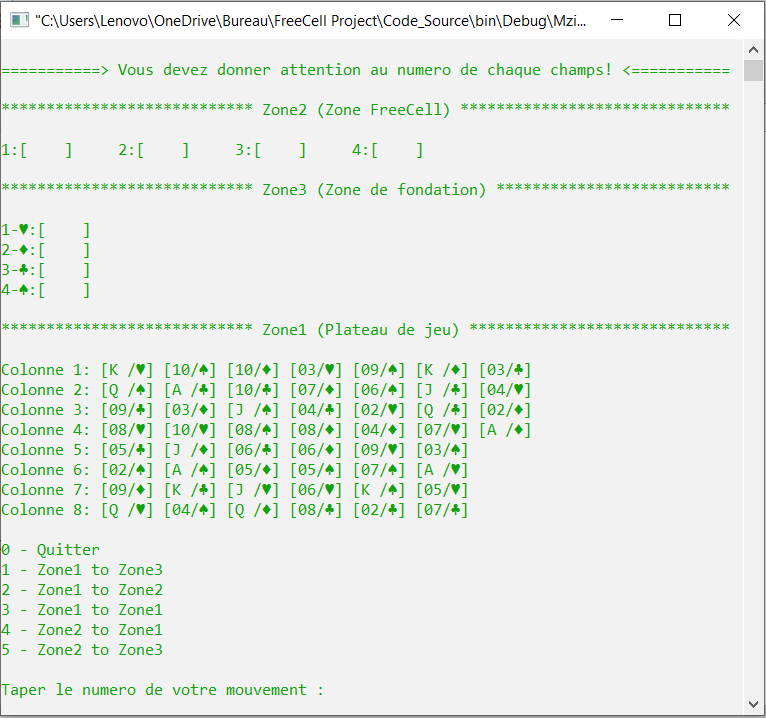 "C:\Users\Lenovo\OneDrive\Bureau\FreeCell Project\Code_Source\bin\Debug\Mzi...
===========> Vous devez donner attention au numero de chaque champs! <===========
**************************** Zone2 (Zone FreeCell) ******************************
1:[    ]     2:[    ]     3:[    ]     4:[    ]
**************************** Zone3 (Zone de fondation) **************************
1-♥:[    ]
2-♦:[    ]
3-♣:[    ]
4-♠:[    ]
**************************** Zone1 (Plateau de jeu) *****************************
Colonne 1: [K /♥] [10/♠] [10/♦] [03/♥] [09/♠] [K /♦] [03/♣]
Colonne 2: [Q /♠] [A /♣] [10/♣] [07/♦] [06/♠] [J /♣] [04/♥]
Colonne 3: [09/♣] [03/♦] [J /♠] [04/♣] [02/♥] [Q /♣] [02/♦]
Colonne 4: [08/♥] [10/♥] [08/♠] [08/♦] [04/♦] [07/♥] [A /♦]
Colonne 5: [05/♣] [J /♦] [06/♣] [06/♦] [09/♥] [03/♠]
Colonne 6: [02/♠] [A /♠] [05/♦] [05/♠] [07/♠] [A /♥]
Colonne 7: [09/♦] [K /♣] [J /♥] [06/♥] [K /♠] [05/♥]
Colonne 8: [Q /♥] [04/♠] [Q /♦] [08/♣] [02/♣] [07/♣]
0 - Quitter
1 - Zone1 to Zone3
2 - Zone1 to Zone2
3 - Zone1 to Zone1
4 - Zone2 to Zone1
5 - Zone2 to Zone3
Taper le numero de votre mouvement :